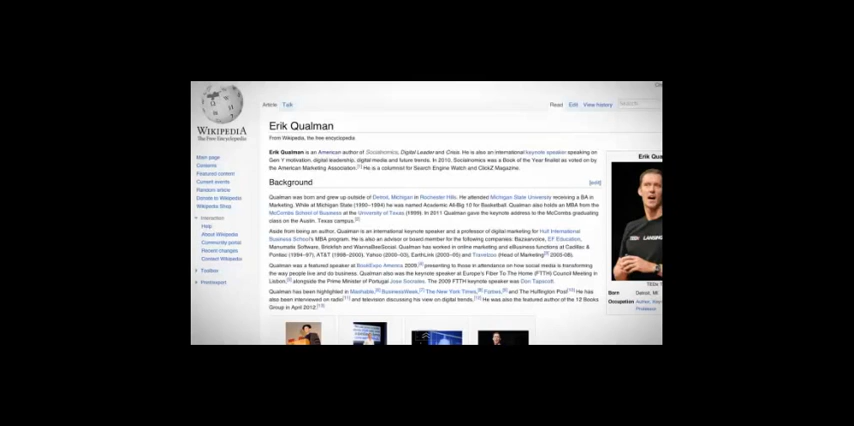 Article Talk
Read Edit View history Search
WIKIPEDIA
The Free Encyclopedia
Main page
Contents
Featured content
Current events
Random article
Donate to Wikipedia
Wikipedia Shop
Interaction
Help
About Wikipedia
Community portal
Recent changes
Contact Wikipedia
Toolbox
Print/export
Erik Qualman
From Wikipedia, the free encyclopedia
Erik Qualman is an American author of Socialnomics, Digital Leader and Crisis. He is also an international keynote speaker speaking on
Gen Y motivation, digital leadership, digital media and future trends. In 2010, Socialnomics was a Book of the Year finalist as voted on by
the American Marketing Association.[1] He is a columnist for Search Engine Watch and ClickZ Magazine.
Background [edit]
Qualman was born and grew up outside of Detroit, Michigan in Rochester Hills. He attended Michigan State University receiving a BA in
Marketing. While at Michigan State (1990–1994) he was named Academic All-Big 10 for Basketball. Qualman also holds an MBA from the
McCombs School of Business at the University of Texas (1999). In 2011 Qualman gave the keynote address to the McCombs graduating
class on the Austin, Texas campus.[2]
Aside from being an author, Qualman is an international keynote speaker and a professor of digital marketing for Hult International
Business School's MBA program. He is also an advisor or board member for the following companies: Bazaarvoice, EF Education,
Manumatix Software, Brickfish and WannaBeeSocial. Qualman has worked in online marketing and eBusiness functions at Cadillac &
Pontiac (1994–97), AT&T (1998–2000), Yahoo (2000–03), EarthLink (2003–05) and Travelzoo (Head of Marketing) 2005-08).
Qualman was a featured speaker at BookExpo America 2009, presenting to those in attendance on how social media is transforming
the way people live and do business. Qualman also was the keynote speaker at Europe's Fiber To The Home (FTTH) Council Meeting in
Lisbon, alongside the Prime Minister of Portugal Jose Socrates. The 2009 FTTH keynote speaker was Don Tapscott.
Qualman has been highlighted in Mashable, BusinessWeek, The New York Times, Forbes, and The Huffington Post He has
also been interviewed on radio and television discussing his view on digital trends. He was also the featured author of the 12 Books
Group in April 2012.
Erik Qua
Born Detroit, MI
Occupation Author,
Professor